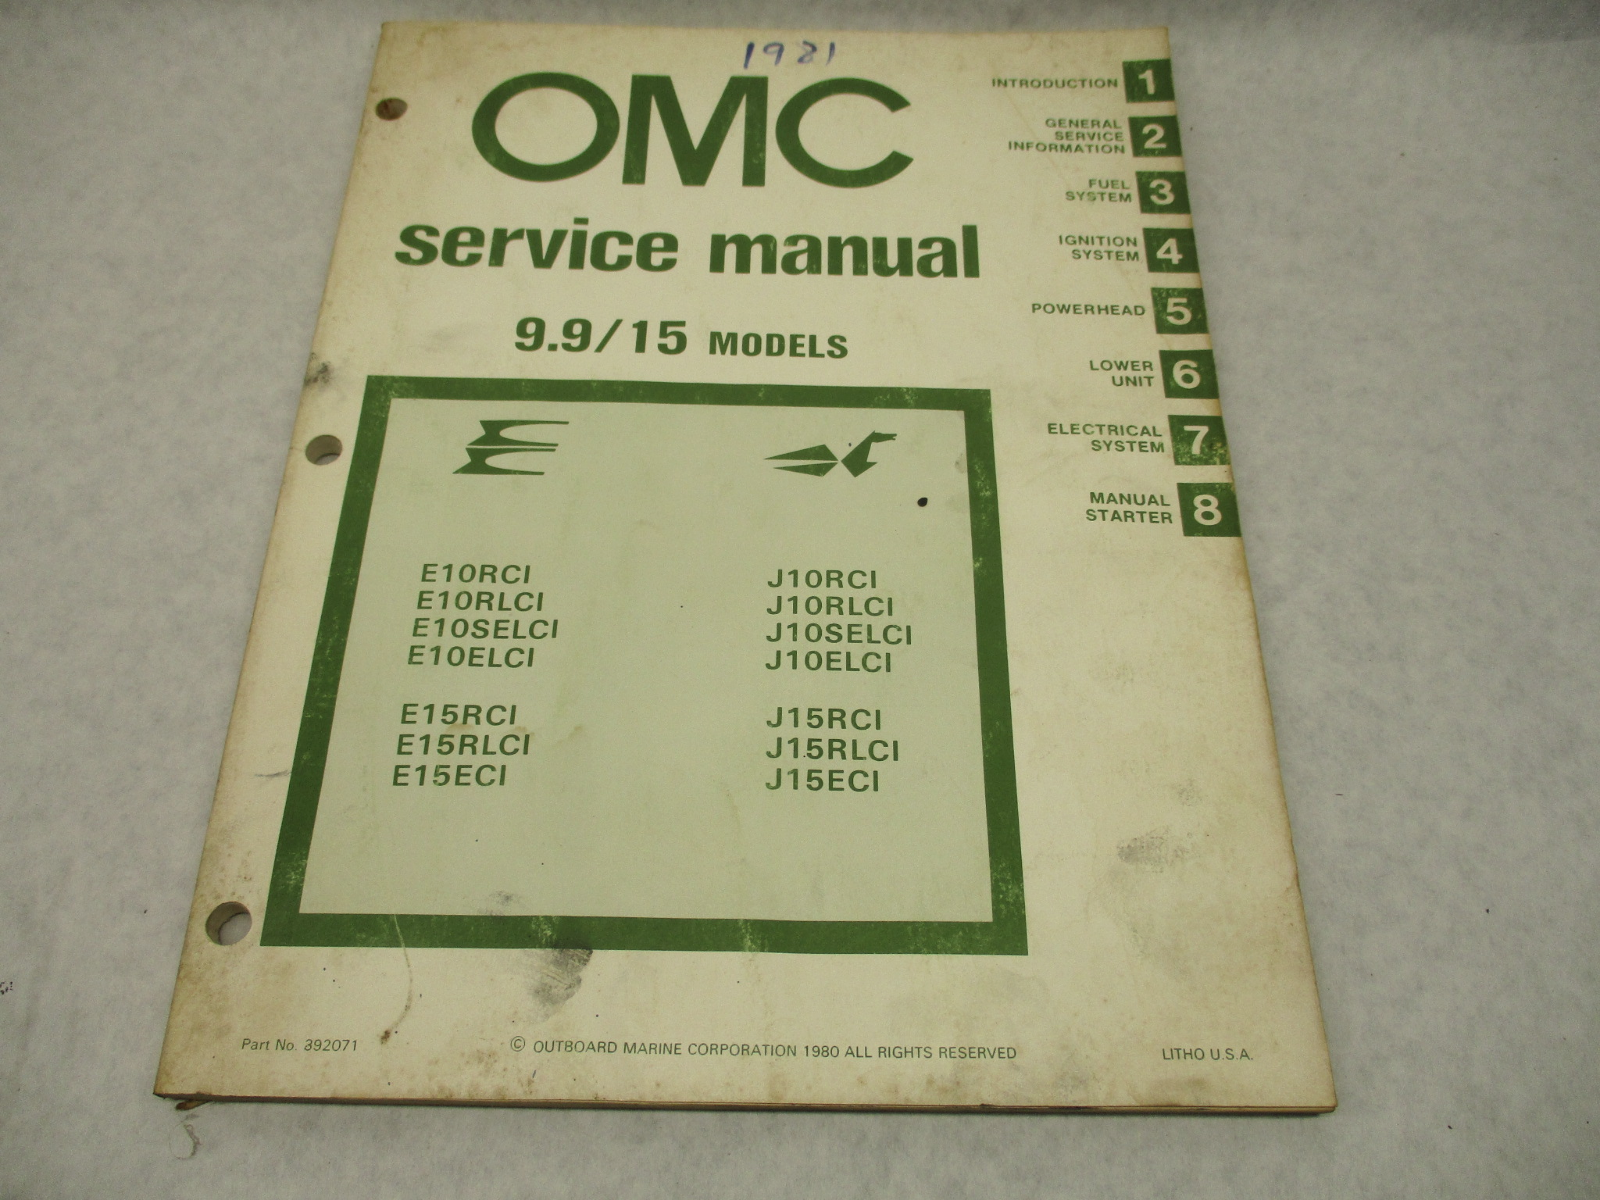 1981
OMC
service manual
9.9/15 MODELS
INTRODUCTION 1
GENERAL
SERVICE
INFORMATION 2
FUEL
SYSTEM 3
IGNITION
SYSTEM 4
POWERHEAD 5
LOWER
UNIT 6
ELECTRICAL
SYSTEM 7
MANUAL
STARTER 8
E10RCI
E10RLCI
E10SELCI
E10ELCI
E15RCI
E15RLCI
E15ECI
J10RCI
J10RLCI
J10SELCI
J10ELCI
J15RCI
J15RLCI
J15ECI
Part No. 392071
© OUTBOARD MARINE CORPORATION 1980 ALL RIGHTS RESERVED
LITHO U.S.A.